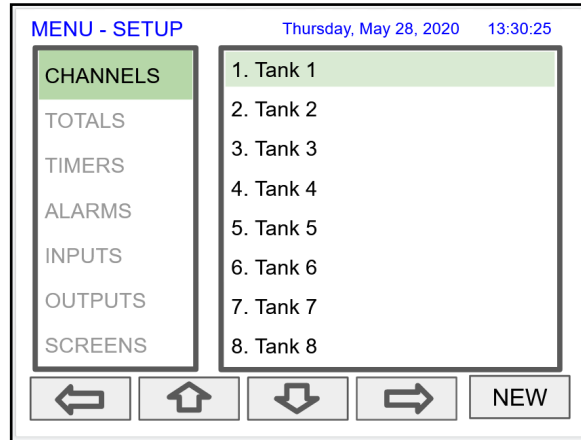 MENU - SETUP Thursday, May 28, 2020 13:30:25
CHANNELS
TOTALS
TIMERS
ALARMS
INPUTS
OUTPUTS
SCREENS
1. Tank 1
2. Tank 2
3. Tank 3
4. Tank 4
5. Tank 5
6. Tank 6
7. Tank 7
8. Tank 8
NEW